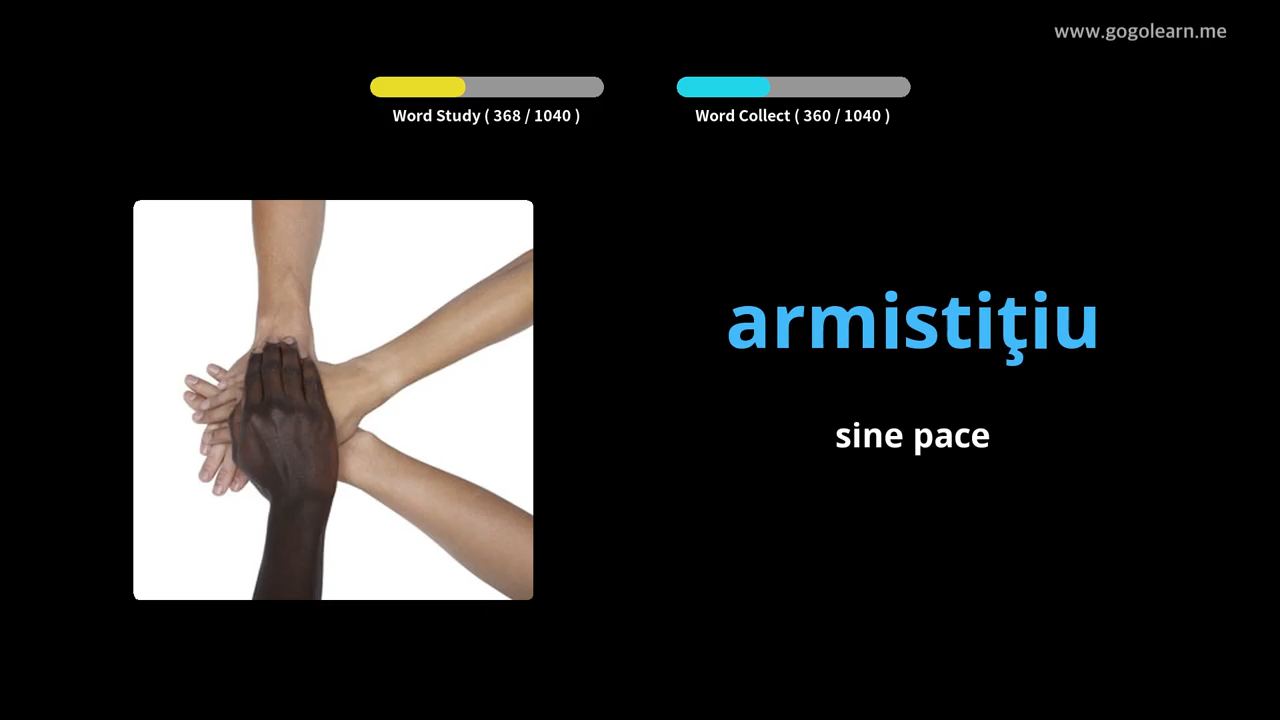 www.gogolearn.me
Word Study ( 368 / 1040 )
Word Collect ( 360 / 1040 )
armistiţiu
sine pace